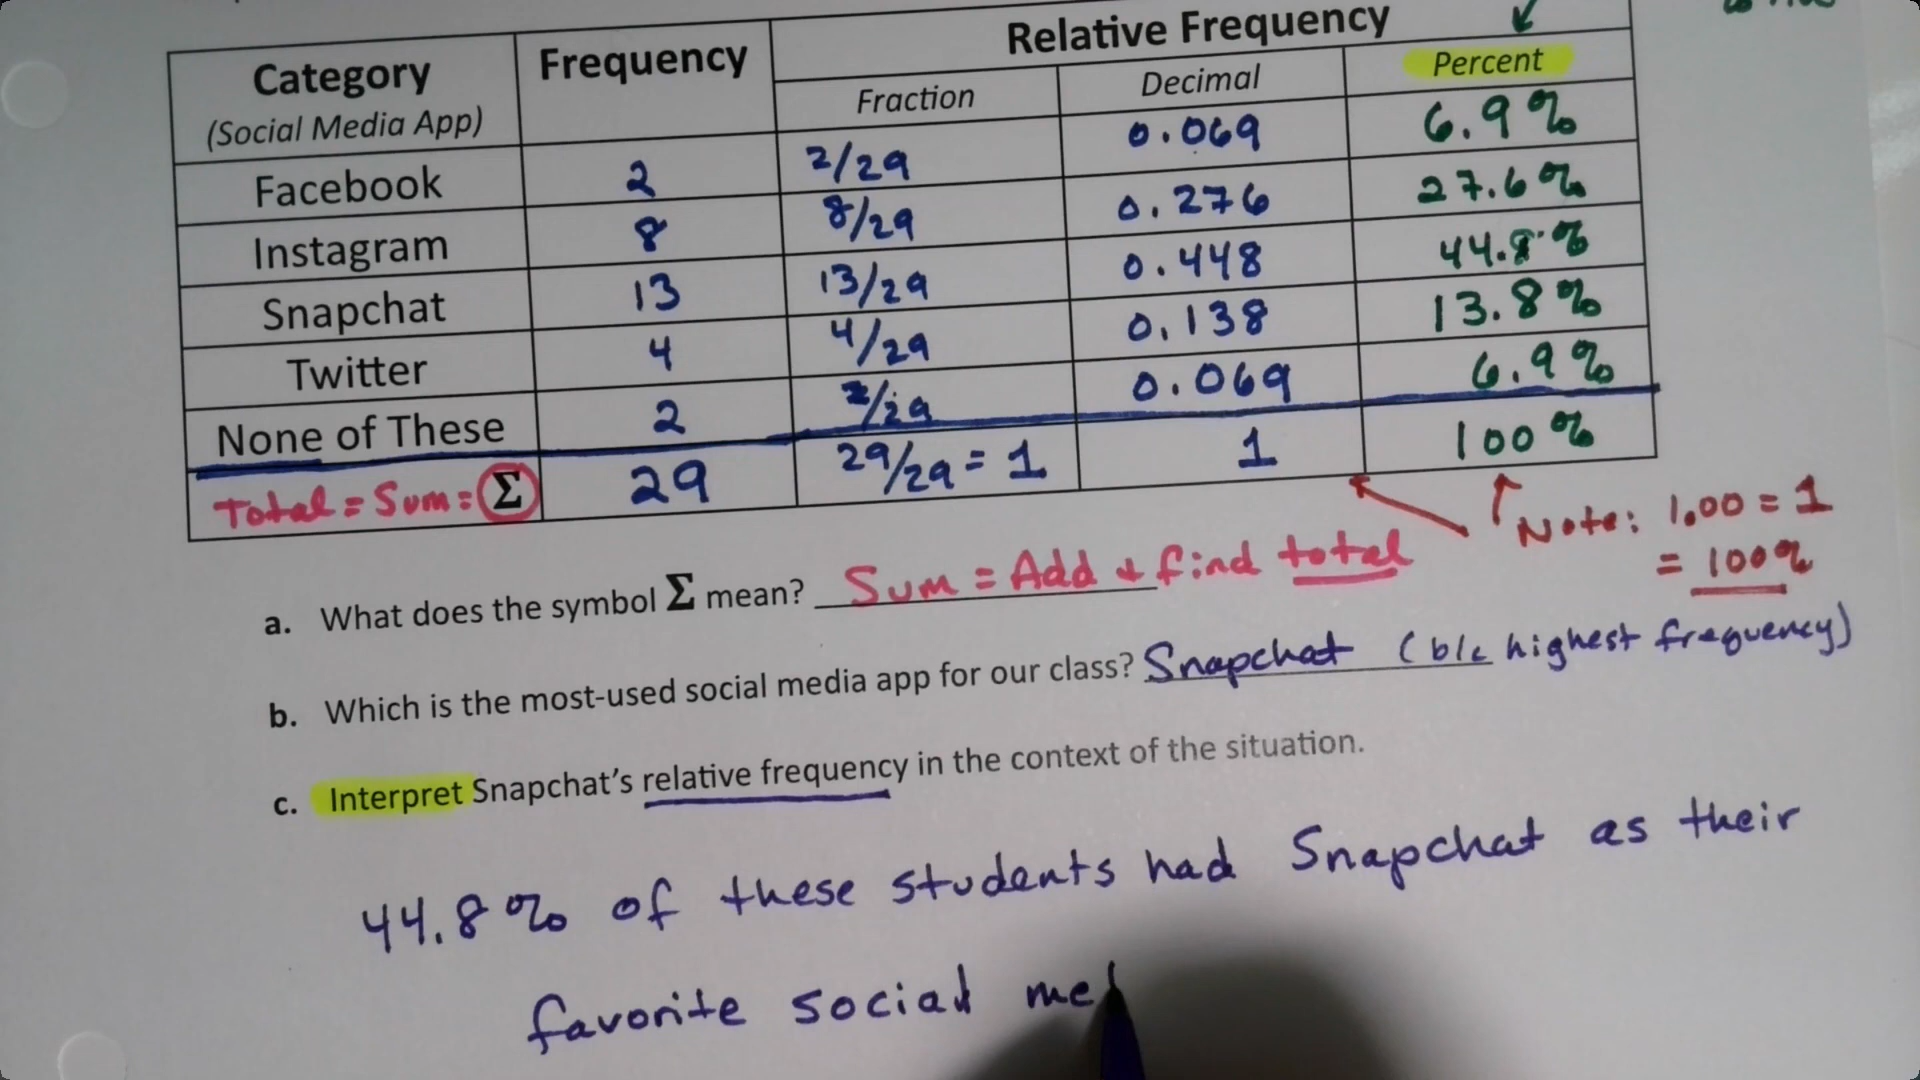 Relative Frequency
Category Frequency
(Social Media App) Fraction Decimal Percent
Facebook 2 2/29 0.069 6.9%
Instagram 8 8/29 0.276 27.6%
Snapchat 13 13/29 0.448 44.8%
Twitter 4 4/29 0.138 13.8%
None of These 2 2/29 0.069 6.9%
Total = Sum = Σ 29 29/29 = 1 1 100%
Note: 1.00 = 1
= 100%
a. What does the symbol Σ mean? Sum = Add + find total
b. Which is the most-used social media app for our class? Snapchat (b/c highest frequency)
c. Interpret Snapchat's relative frequency in the context of the situation.
44.8% of these students had Snapchat as their
favorite social me